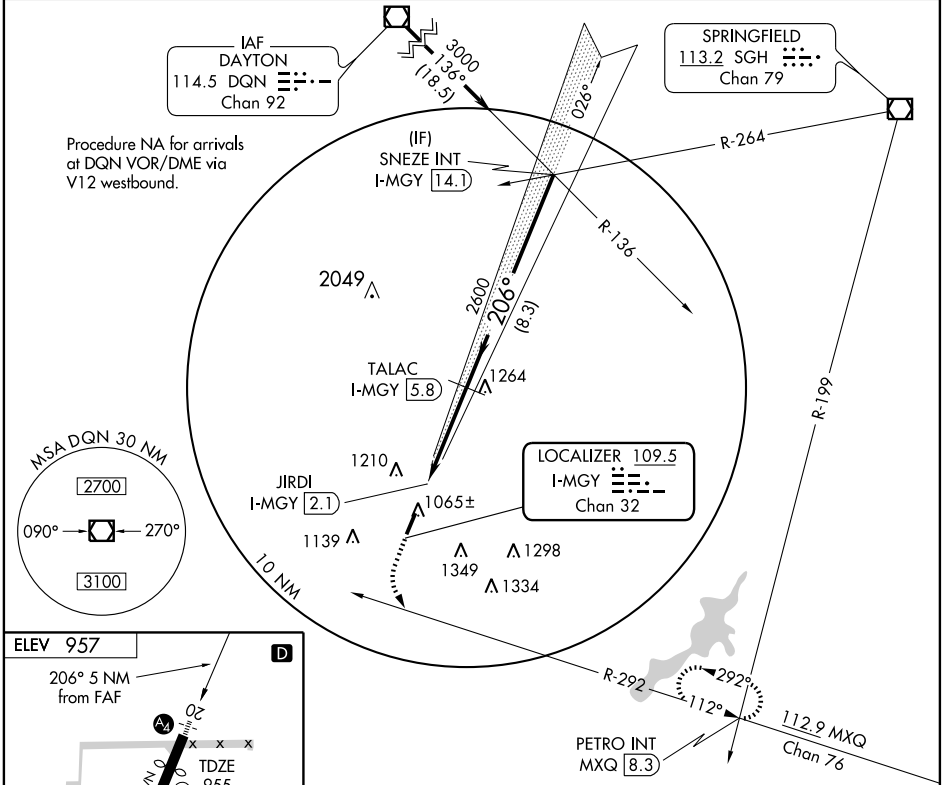 IAF
DAYTON
114.5 DQN
Chan 92
3000
136°
(18.5)
026°
SPRINGFIELD
113.2 SGH
Chan 79
Procedure NA for arrivals
at DQN VOR/DME via
V12 westbound.
(IF)
SNEZE INT
I-MGY 14.1
R-264
R-136
2049
2600
206°
(8.3)
TALAC
I-MGY 5.8
1264
R-199
MSA DQN 30 NM
2700
090°
270°
3100
1210
JIRDI
I-MGY 2.1
1065±
LOCALIZER 109.5
I-MGY
Chan 32
1139
1349
1298
1334
10 NM
R-292
292°
112°
112.9 MXQ
Chan 76
PETRO INT
MXQ 8.3
ELEV 957
D
206° 5 NM
from FAF
20
A4
X X X
TDZE
955